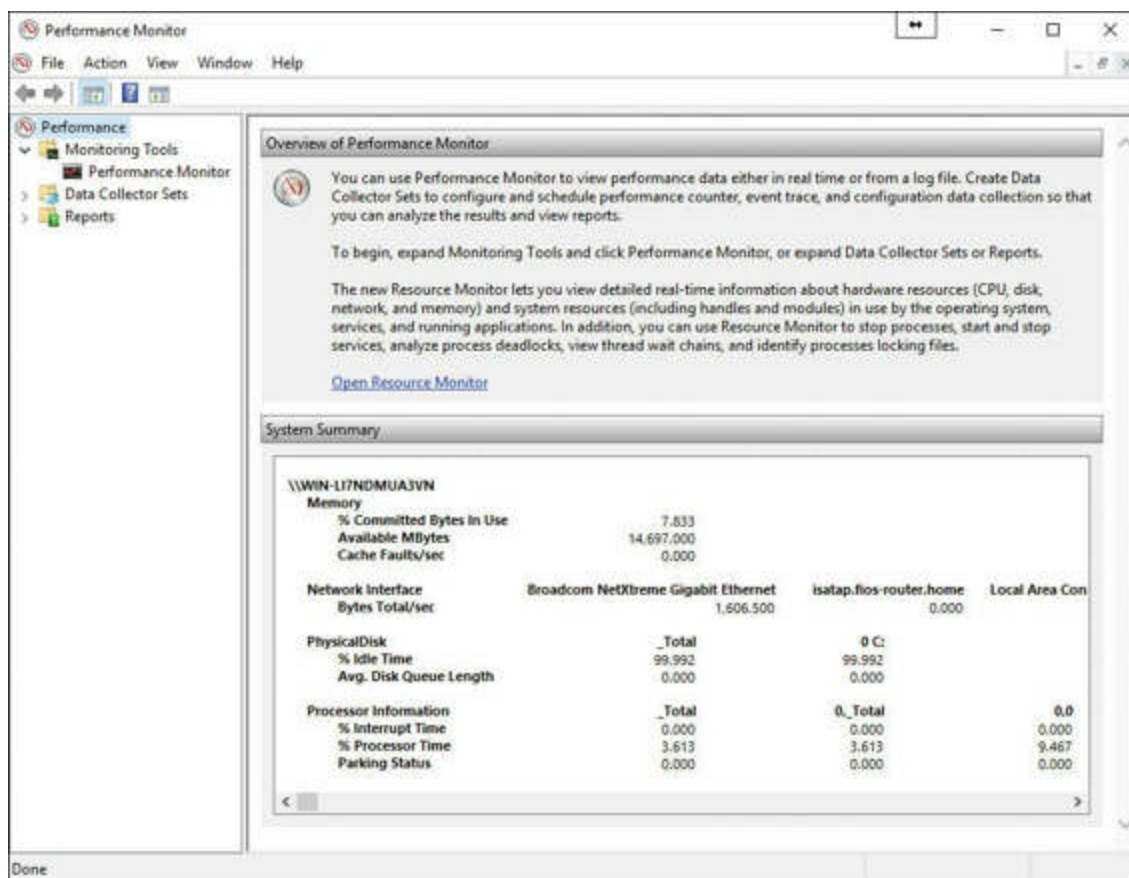 Performance Monitor
File Action View Window Help
Performance
Monitoring Tools
Performance Monitor
Data Collector Sets
Reports
Overview of Performance Monitor
You can use Performance Monitor to view performance data either in real time or from a log file. Create Data
Collector Sets to configure and schedule performance counter, event trace, and configuration data collection so that
you can analyze the results and view reports.
To begin, expand Monitoring Tools and click Performance Monitor, or expand Data Collector Sets or Reports.
The new Resource Monitor lets you view detailed real-time information about hardware resources (CPU, disk,
network, and memory) and system resources (including handles and modules) in use by the operating system,
services, and running applications. In addition, you can use Resource Monitor to stop processes, start and stop
services, analyze process deadlocks, view thread wait chains, and identify processes locking files.
Open Resource Monitor
System Summary
\\WIN-LI7NDMUA3VN
Memory
% Committed Bytes In Use 7.833
Available MBytes 14,697.000
Cache Faults/sec 0.000
Network Interface Broadcom NetXtreme Gigabit Ethernet isatap.fios-router.home Local Area Con
Bytes Total/sec 1,606.500 0.000
PhysicalDisk _Total 0 C:
% Idle Time 99.992 99.992
Avg. Disk Queue Length 0.000 0.000
Processor Information _Total 0,_Total 0,0
% Interrupt Time 0.000 0.000 0.000
% Processor Time 3.613 3.613 9.467
Parking Status 0.000 0.000 0.000
Done